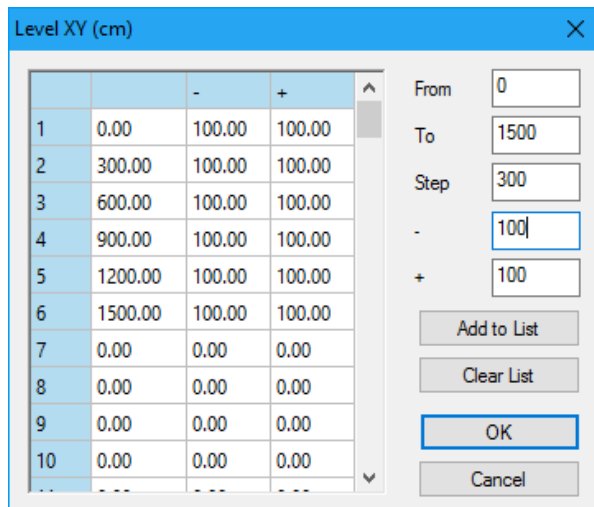 Level XY (cm)
- +
1 0.00 100.00 100.00
2 300.00 100.00 100.00
3 600.00 100.00 100.00
4 900.00 100.00 100.00
5 1200.00 100.00 100.00
6 1500.00 100.00 100.00
7 0.00 0.00 0.00
8 0.00 0.00 0.00
9 0.00 0.00 0.00
10 0.00 0.00 0.00
From 0
To 1500
Step 300
- 100
+ 100
Add to List
Clear List
OK
Cancel